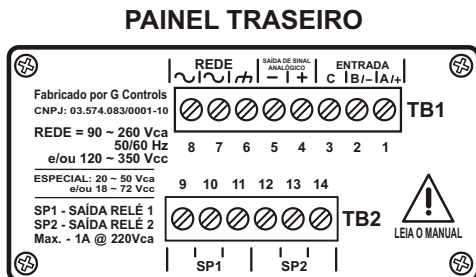 PAINEL TRASEIRO
REDE
SAÍDA DE SINAL
ANALÓGICO
ENTRADA
− +
C B/− A/+
Fabricado por G Controls
CNPJ: 03.574.083/0001-10
TB1
REDE = 90 ~ 260 Vca
50/60 Hz
e/ou 120 ~ 350 Vcc
8 7 6 5 4 3 2 1
ESPECIAL: 20 ~ 50 Vca
e/ou 18 ~ 72 Vcc
9 10 11 12 13 14
SP1 - SAÍDA RELÉ 1
SP2 - SAÍDA RELÉ 2
Max. - 1A @ 220Vca
TB2
LEIA O MANUAL
SP1 SP2